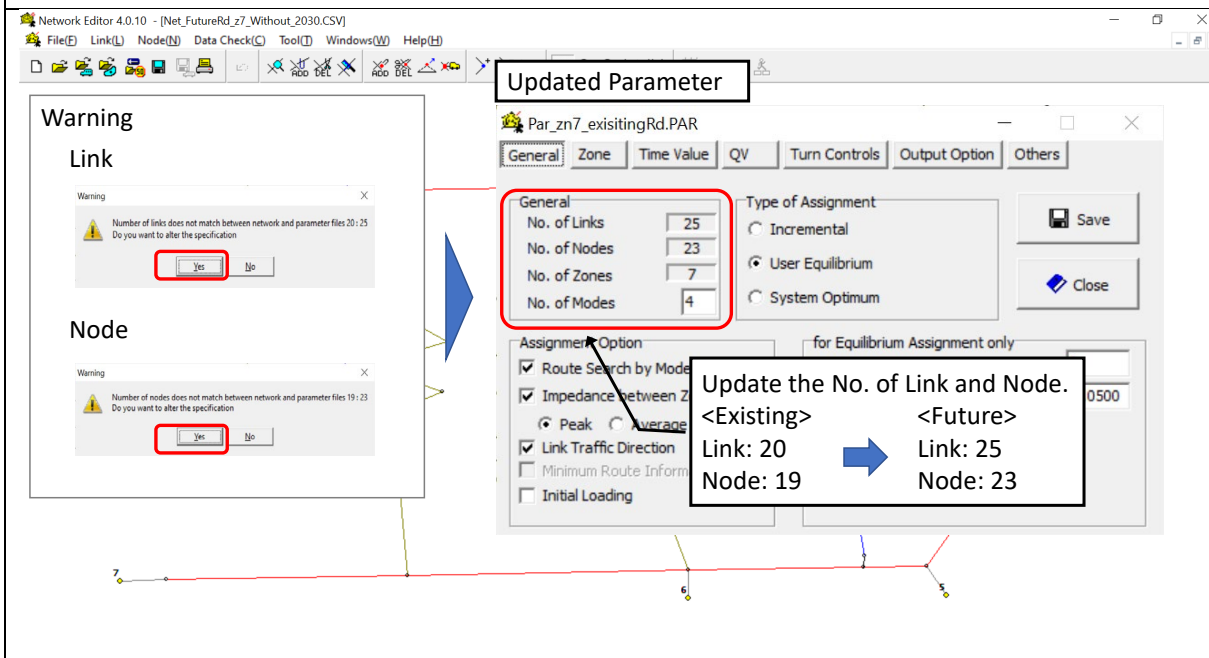 Network Editor 4.0.10 - [Net_FutureRd_z7_Without_2030.CSV]
File(F) Link(L) Node(N) Data Check(C) Tool(T) Windows(W) Help(H)
ADD DEL ADD DEL
Updated Parameter
Warning
Link
Warning X
Number of links does not match between network and parameter files 20 : 25
Do you want to alter the specification
Yes No
Node
Warning X
Number of nodes does not match between network and parameter files 19 : 23
Do you want to alter the specification
Yes No
Par_zn7_exisitingRd.PAR
General Zone Time Value QV Turn Controls Output Option Others
General
No. of Links 25
No. of Nodes 23
No. of Zones 7
No. of Modes 4
Type of Assignment
Incremental
User Equilibrium
System Optimum
Save
Close
Assignment Option
Route Search by Mode
Impedance between Z
Peak Average
Link Traffic Direction
Minimum Route Inform
Initial Loading
for Equilibrium Assignment only
0500
Update the No. of Link and Node.
<Existing> <Future>
Link: 20 Link: 25
Node: 19 Node: 23
7
6
5